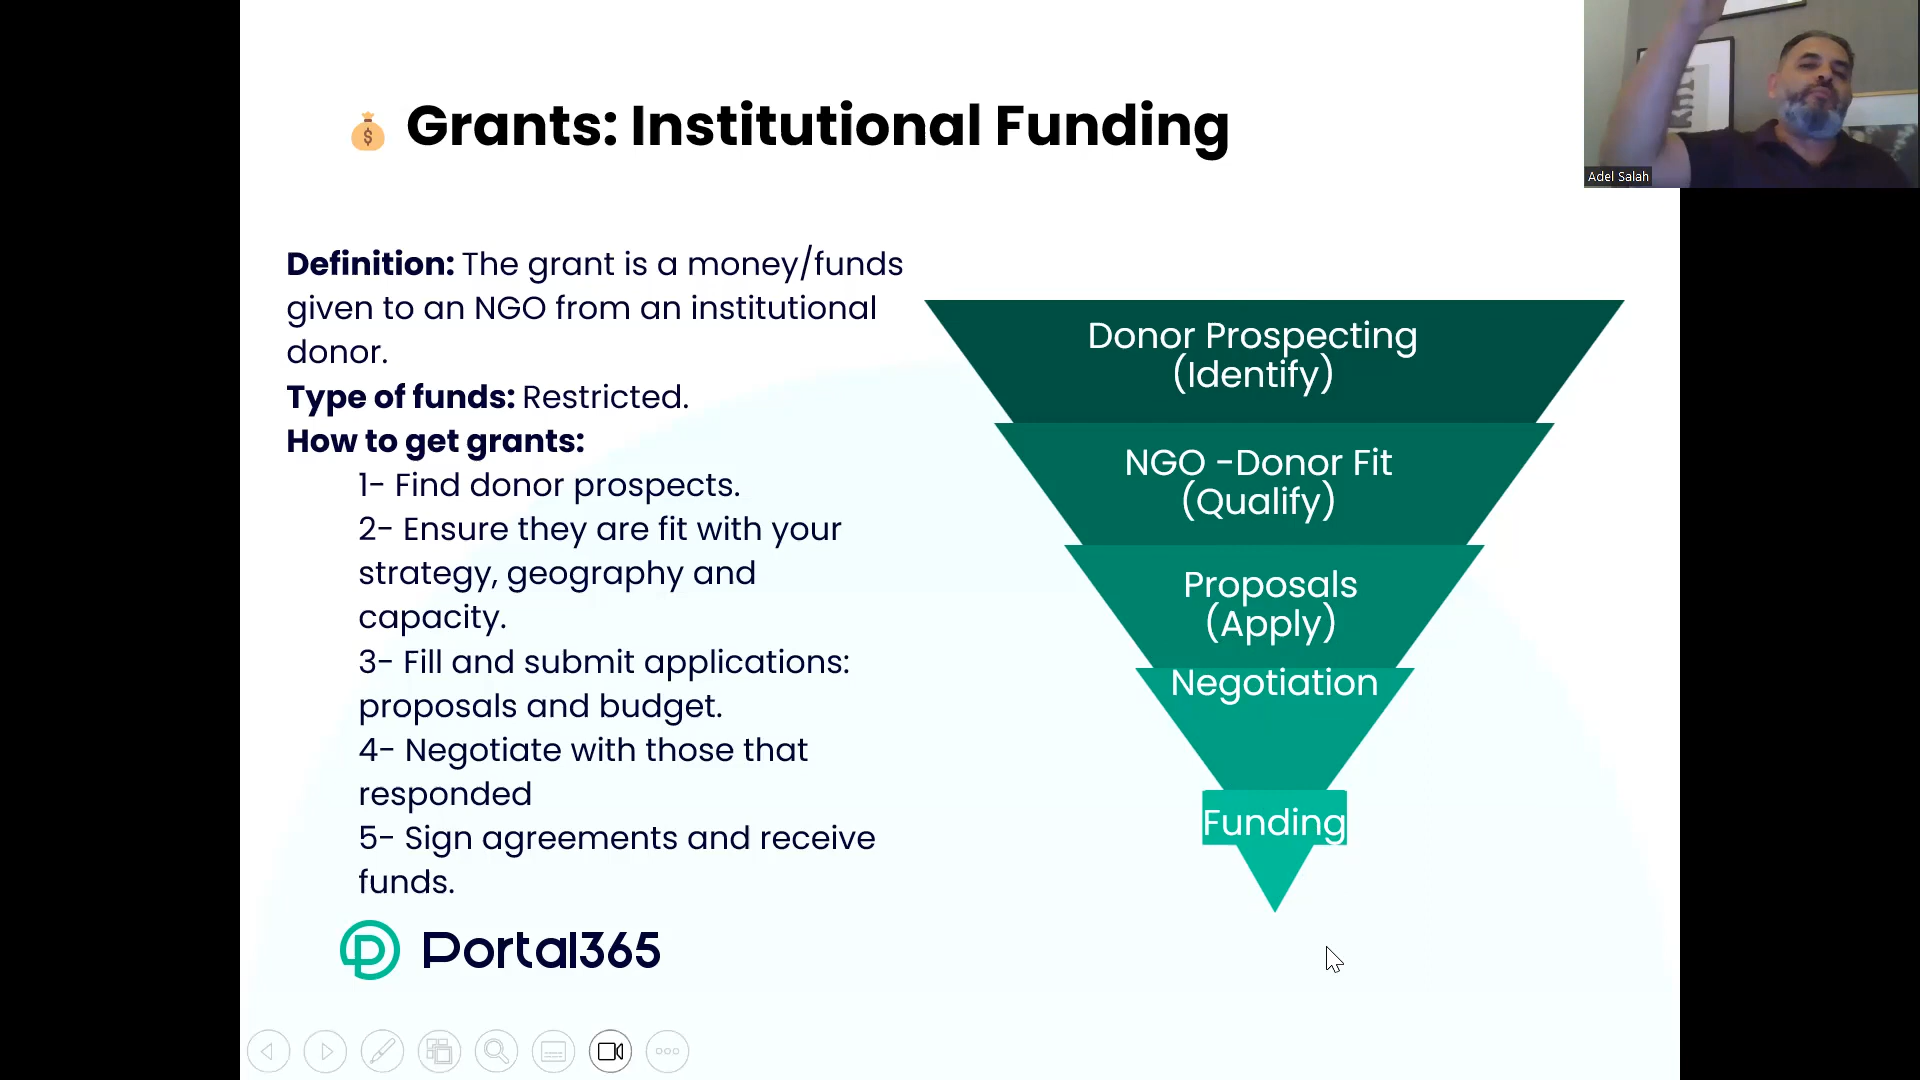 Grants: Institutional Funding
Adel Salah
Definition: The grant is a money/funds
given to an NGO from an institutional
donor.
Type of funds: Restricted.
How to get grants:
1- Find donor prospects.
2- Ensure they are fit with your
strategy, geography and
capacity.
3- Fill and submit applications:
proposals and budget.
4- Negotiate with those that
responded
5- Sign agreements and receive
funds.
Donor Prospecting
(Identify)
NGO -Donor Fit
(Qualify)
Proposals
(Apply)
Negotiation
Funding
Portal365